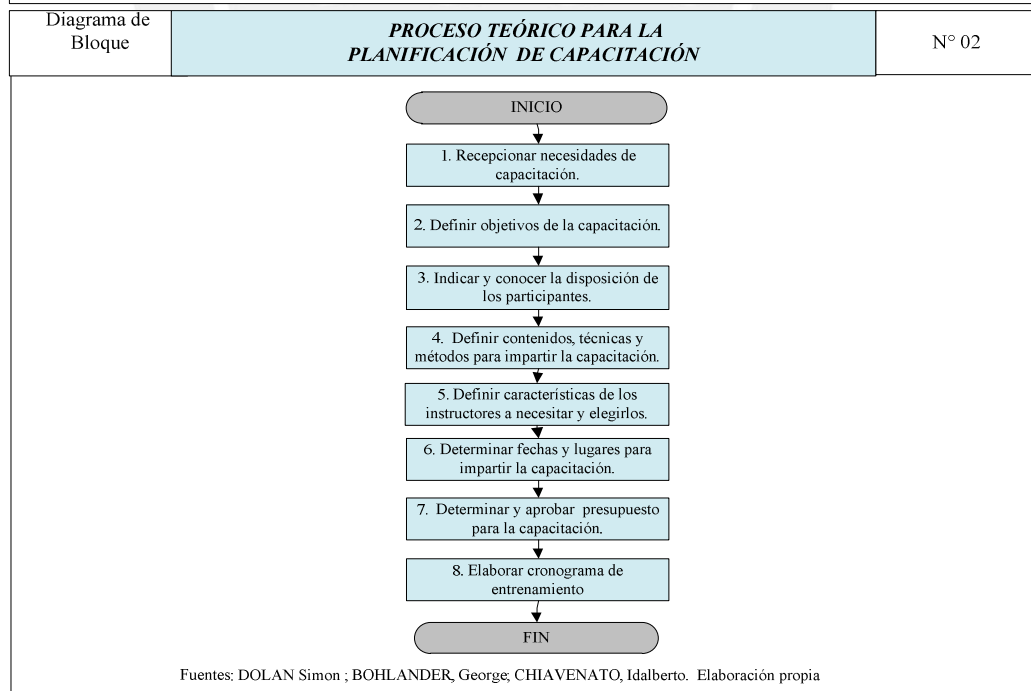 Diagrama de
Bloque
PROCESO TEÓRICO PARA LA
PLANIFICACIÓN DE CAPACITACIÓN
N° 02
INICIO
1. Recepcionar necesidades de
capacitación.
2. Definir objetivos de la capacitación.
3. Indicar y conocer la disposición de
los participantes.
4. Definir contenidos, técnicas y
métodos para impartir la capacitación.
5. Definir características de los
instructores a necesitar y elegirlos.
6. Determinar fechas y lugares para
impartir la capacitación.
7. Determinar y aprobar presupuesto
para la capacitación.
8. Elaborar cronograma de
entrenamiento
FIN
Fuentes: DOLAN Simon ; BOHLANDER, George; CHIAVENATO, Idalberto. Elaboración propia